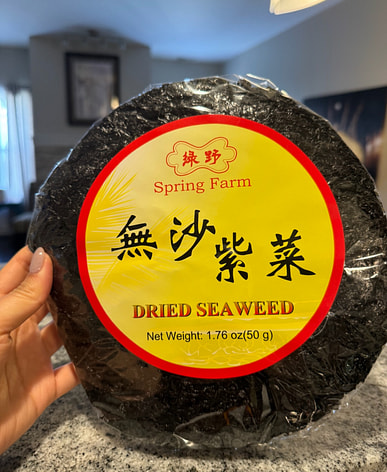 綠野
Spring Farm
無沙紫菜
DRIED SEAWEED
Net Weight: 1.76 oz(50 g)